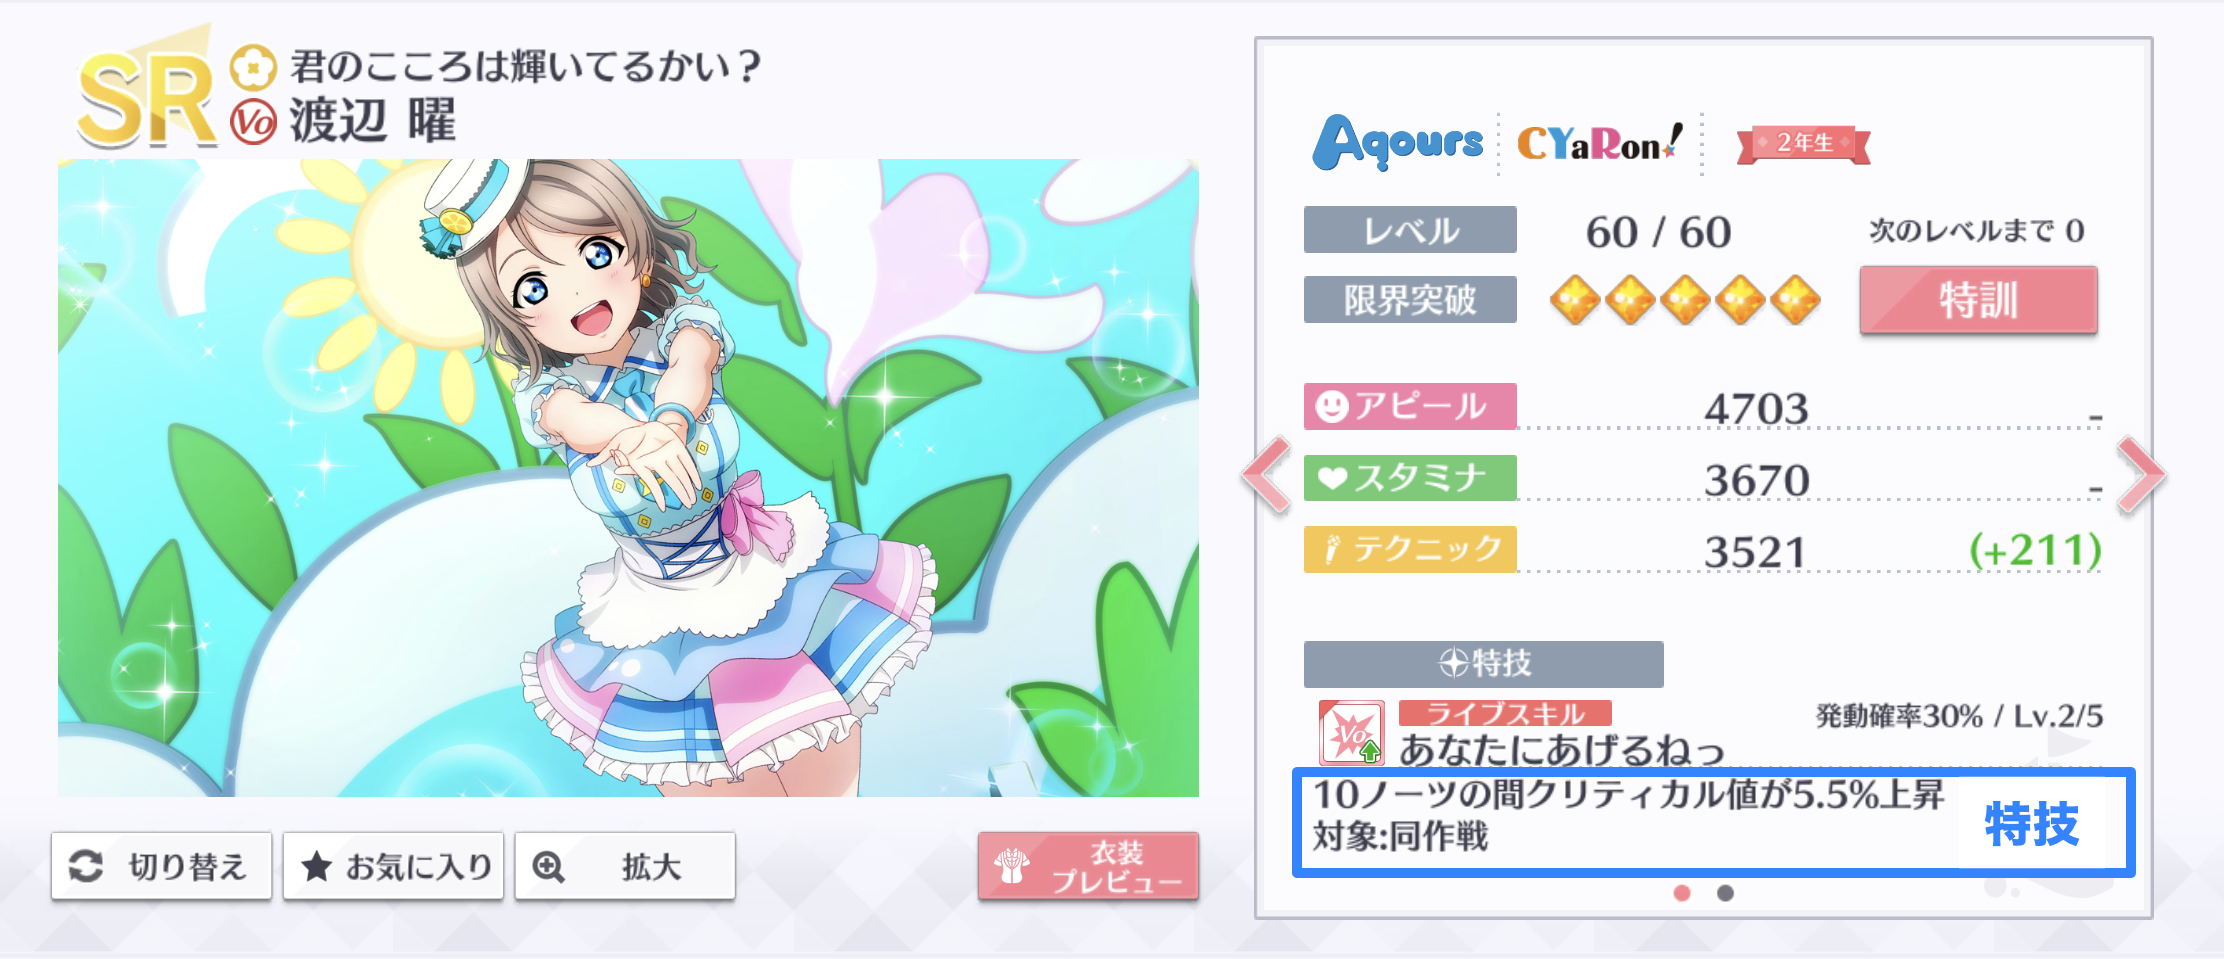 SR
君のこころは輝いてるかい？
Vo 渡辺 曜
Aqours
CYaRon!
2年生
レベル 60 / 60 次のレベルまで 0
限界突破 特訓
アピール 4703 -
スタミナ 3670 -
テクニック 3521 (+211)
特技
ライブスキル 発動確率30% / Lv.2/5
Vo あなたにあげるねっ
10ノーツの間クリティカル値が5.5%上昇
対象:同作戦
特技
切り替え
お気に入り
拡大
衣装
プレビュー